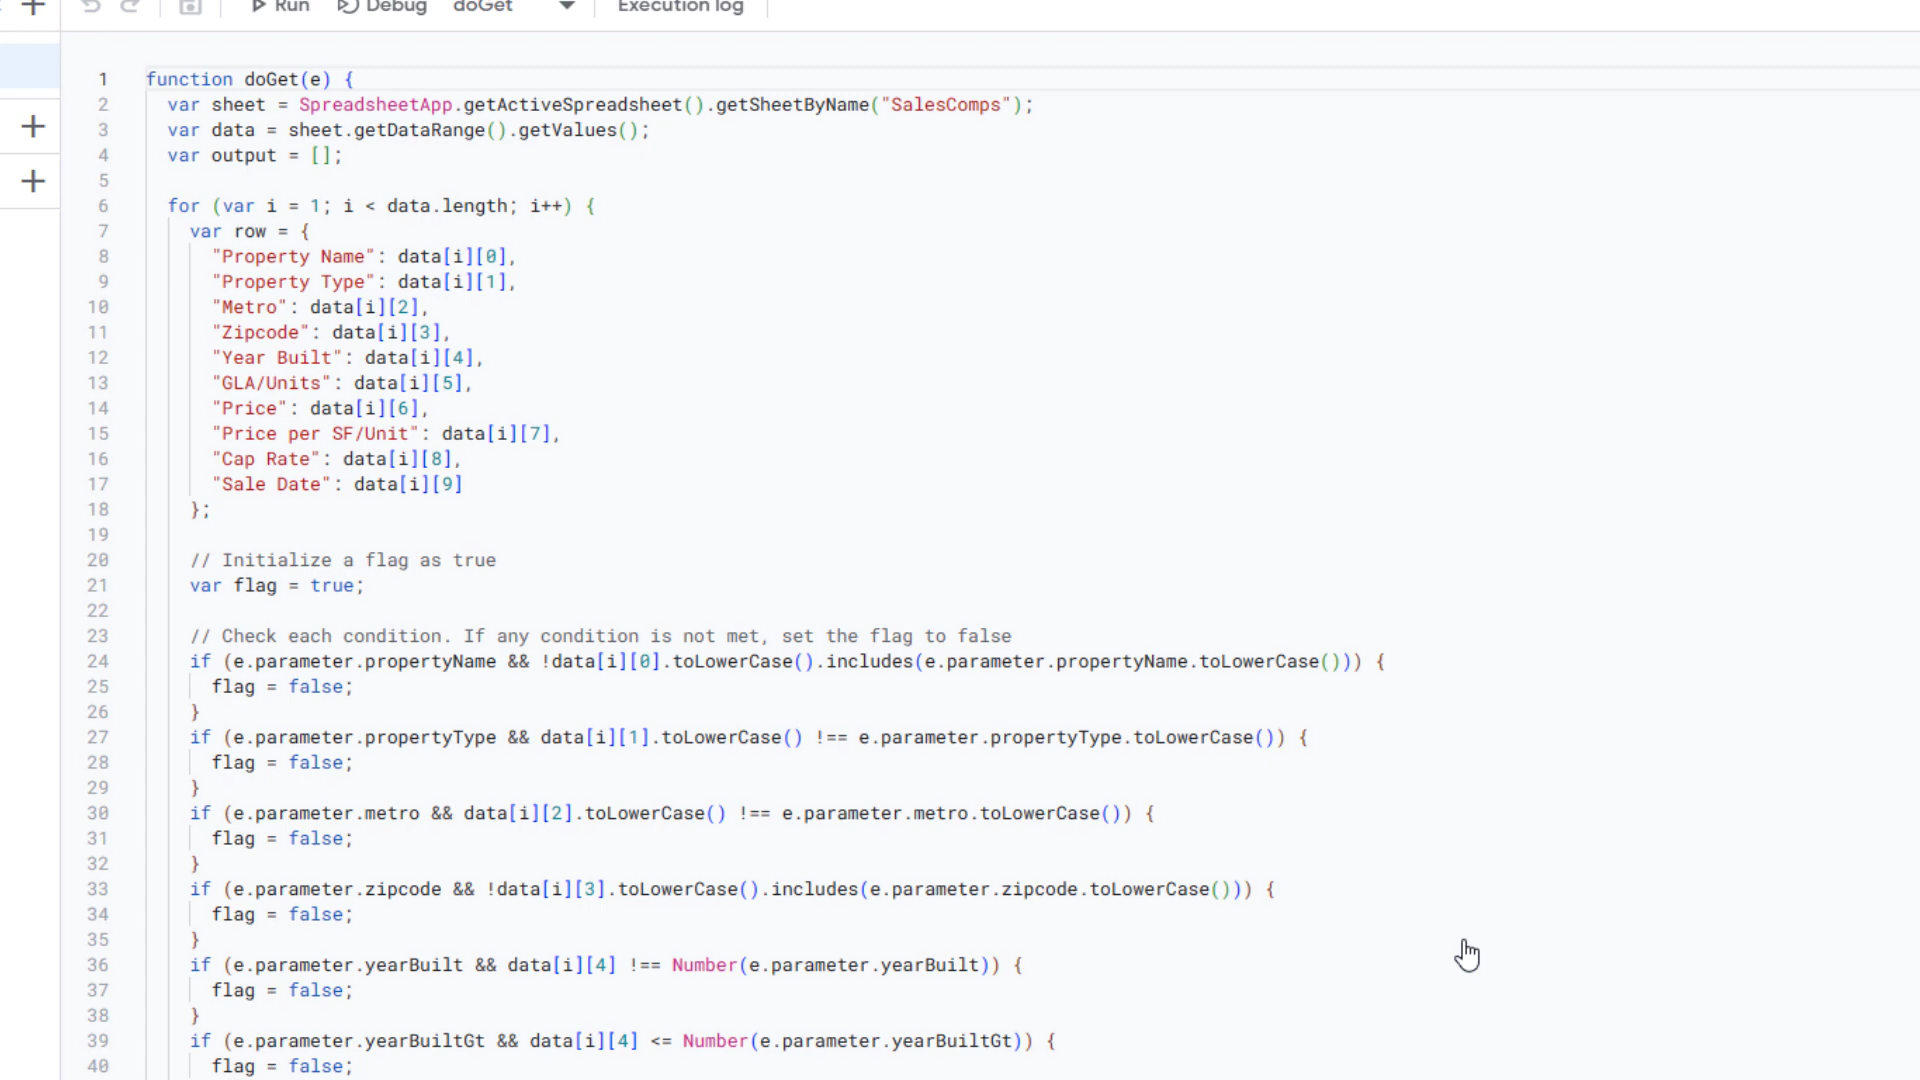 Run Debug doGet Execution log
1 function doGet(e) {
2 var sheet = SpreadsheetApp.getActiveSpreadsheet().getSheetByName("SalesComps");
3 var data = sheet.getDataRange().getValues();
4 var output = [];
5
6 for (var i = 1; i < data.length; i++) {
7 var row = {
8 "Property Name": data[i][0],
9 "Property Type": data[i][1],
10 "Metro": data[i][2],
11 "Zipcode": data[i][3],
12 "Year Built": data[i][4],
13 "GLA/Units": data[i][5],
14 "Price": data[i][6],
15 "Price per SF/Unit": data[i][7],
16 "Cap Rate": data[i][8],
17 "Sale Date": data[i][9]
18 };
19
20 // Initialize a flag as true
21 var flag = true;
22
23 // Check each condition. If any condition is not met, set the flag to false
24 if (e.parameter.propertyName && !data[i][0].toLowerCase().includes(e.parameter.propertyName.toLowerCase())) {
25 flag = false;
26 }
27 if (e.parameter.propertyType && data[i][1].toLowerCase() !== e.parameter.propertyType.toLowerCase()) {
28 flag = false;
29 }
30 if (e.parameter.metro && data[i][2].toLowerCase() !== e.parameter.metro.toLowerCase()) {
31 flag = false;
32 }
33 if (e.parameter.zipcode && !data[i][3].toLowerCase().includes(e.parameter.zipcode.toLowerCase())) {
34 flag = false;
35 }
36 if (e.parameter.yearBuilt && data[i][4] !== Number(e.parameter.yearBuilt)) {
37 flag = false;
38 }
39 if (e.parameter.yearBuiltGt && data[i][4] <= Number(e.parameter.yearBuiltGt)) {
40 flag = false;